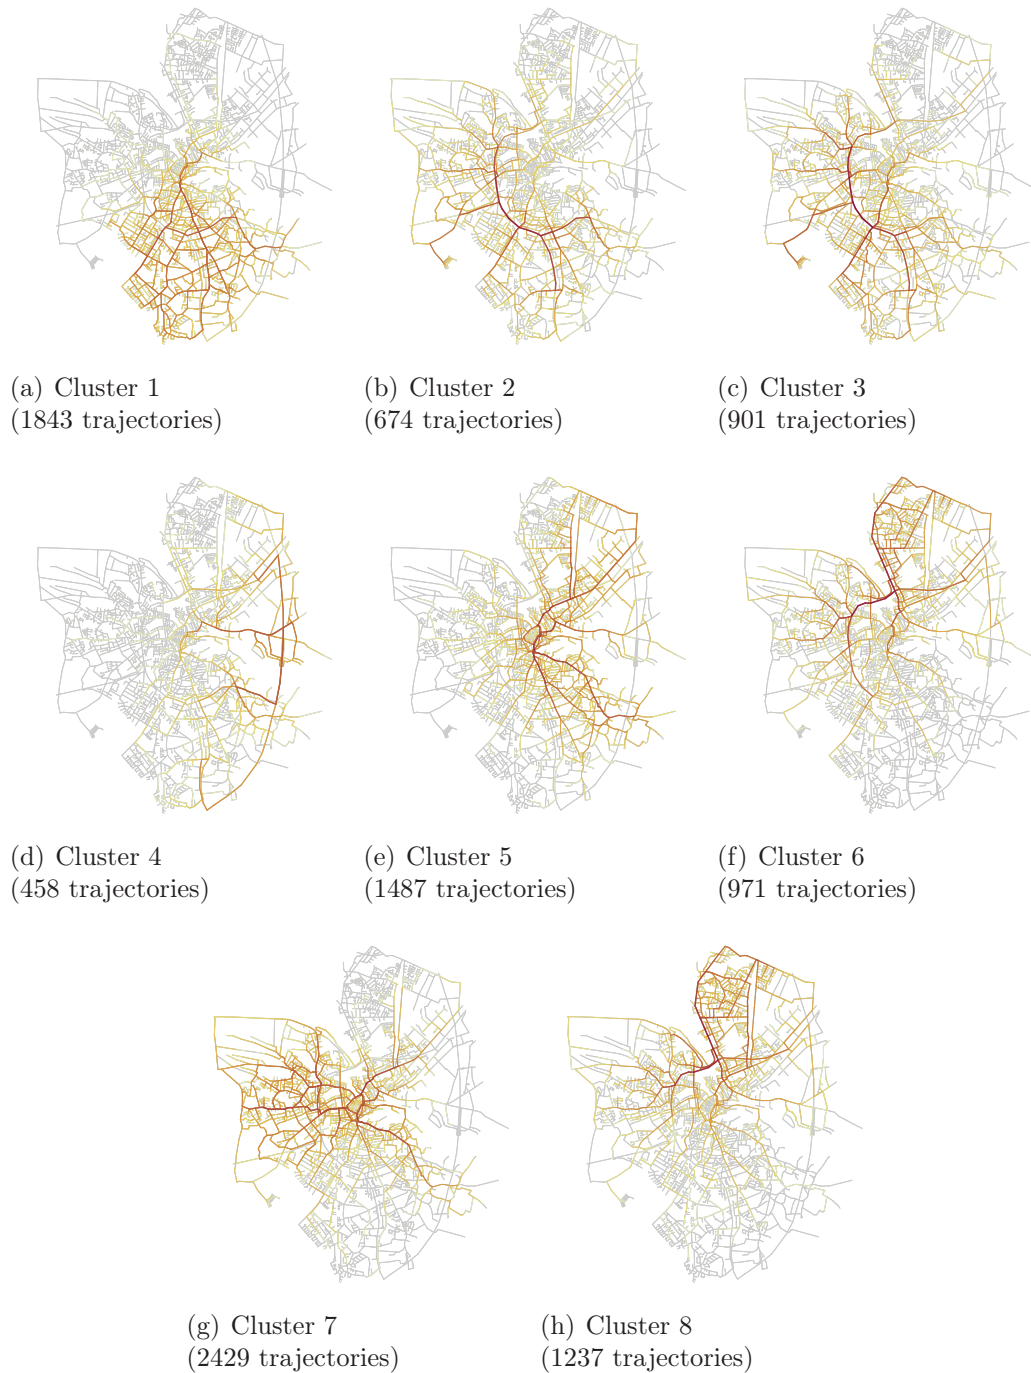 (a) Cluster 1
(1843 trajectories)
(b) Cluster 2
(674 trajectories)
(c) Cluster 3
(901 trajectories)
(d) Cluster 4
(458 trajectories)
(e) Cluster 5
(1487 trajectories)
(f) Cluster 6
(971 trajectories)
(g) Cluster 7
(2429 trajectories)
(h) Cluster 8
(1237 trajectories)